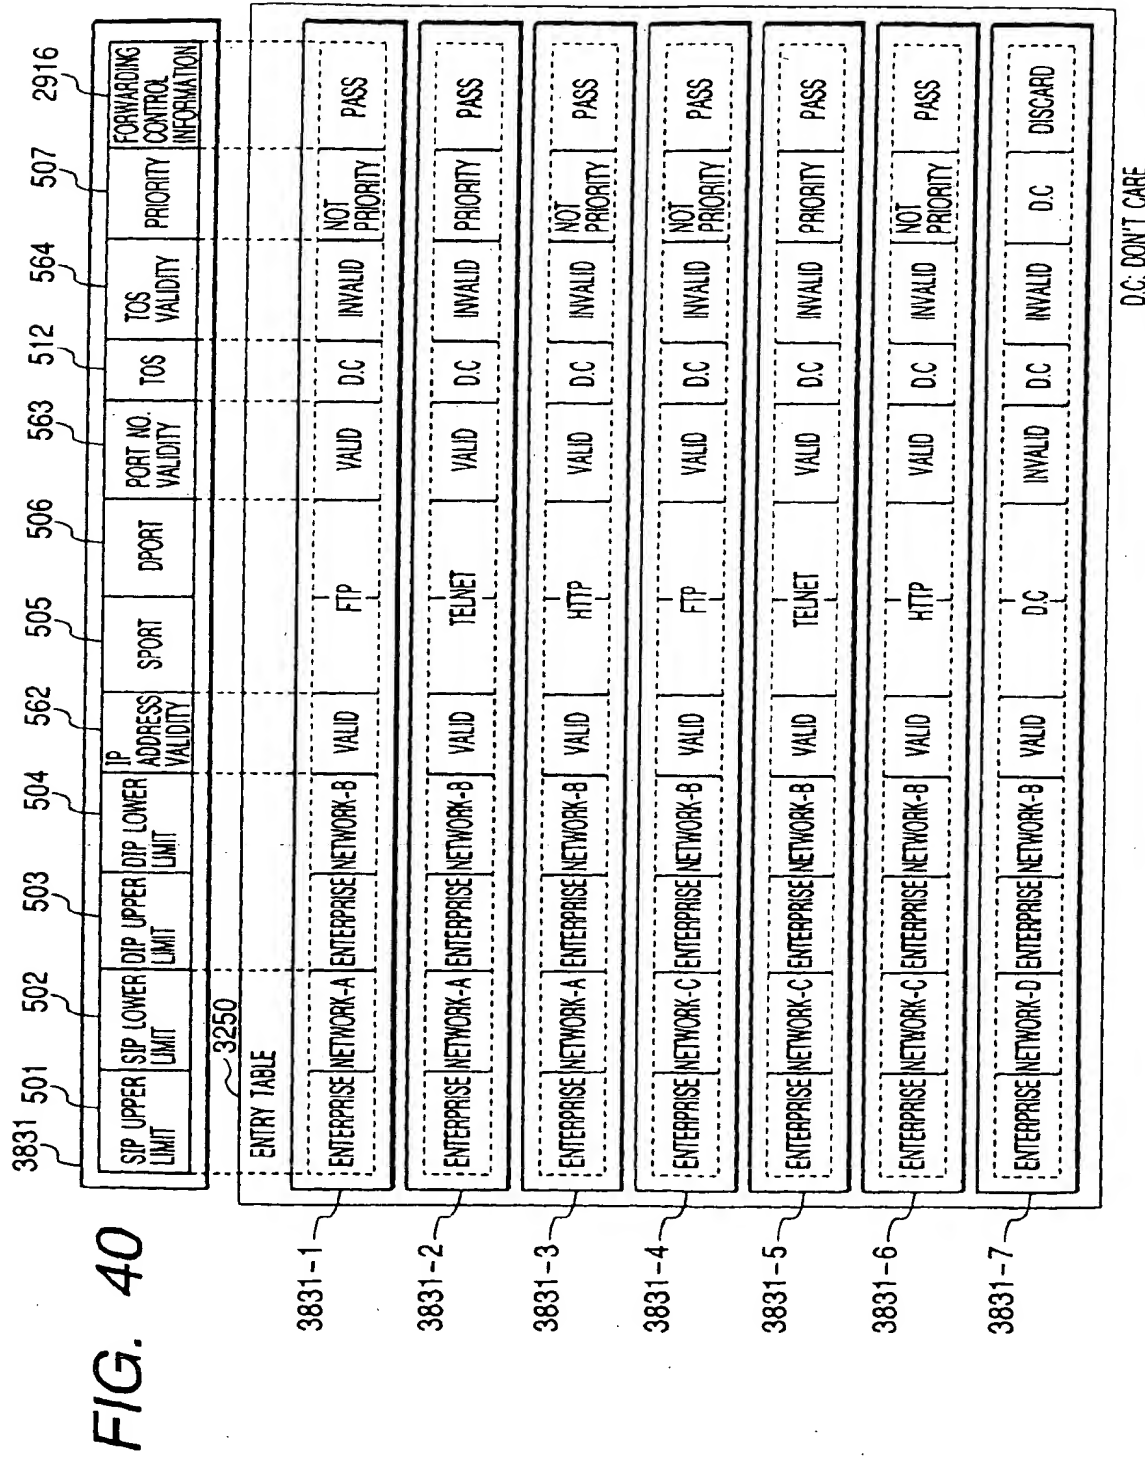 FIG. 40
3831 501 502 503 504 562 505 506 563 512 564 507 2916
SIP UPPER LIMIT SIP LOWER LIMIT DIP UPPER LIMIT DIP LOWER LIMIT IP ADDRESS VALIDITY SPORT DPORT PORT NO. VALIDITY TOS TOS VALIDITY PRIORITY FORWARDING CONTROL INFORMATION
3250
ENTRY TABLE
3831-1 ENTERPRISE NETWORK-A ENTERPRISE NETWORK-B VALID FTP VALID D.C INVALID NOT PRIORITY PASS
3831-2 ENTERPRISE NETWORK-A ENTERPRISE NETWORK-B VALID TELNET VALID D.C INVALID PRIORITY PASS
3831-3 ENTERPRISE NETWORK-A ENTERPRISE NETWORK-B VALID HTTP VALID D.C INVALID NOT PRIORITY PASS
3831-4 ENTERPRISE NETWORK-C ENTERPRISE NETWORK-B VALID FTP VALID D.C INVALID NOT PRIORITY PASS
3831-5 ENTERPRISE NETWORK-C ENTERPRISE NETWORK-B VALID TELNET VALID D.C INVALID PRIORITY PASS
3831-6 ENTERPRISE NETWORK-C ENTERPRISE NETWORK-B VALID HTTP VALID D.C INVALID NOT PRIORITY PASS
3831-7 ENTERPRISE NETWORK-D ENTERPRISE NETWORK-B VALID D.C INVALID D.C INVALID D.C DISCARD
D.C: DON'T CARE